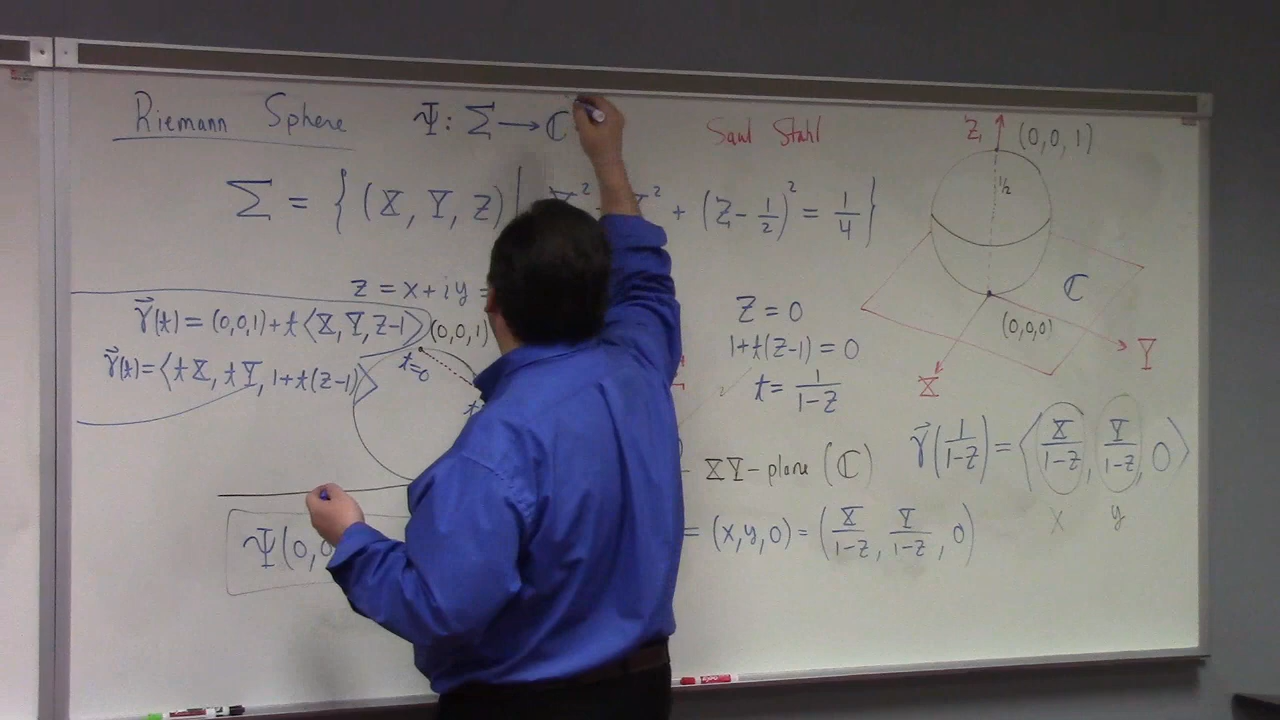 Riemann Sphere
Ψ: Σ → ℂ
Saul Stahl
Σ = { (X, Y, Z) | X² + Y² + (Z - 1/2)² = 1/4 }
Z
(0,0,1)
1/2
ℂ
(0,0,0)
X
Y
z = x + iy =
γ⃗(t) = (0,0,1) + t⟨X, Y, Z-1⟩
(0,0,1)
γ⃗(t) = ⟨tX, tY, 1+t(Z-1)⟩
t=0
Z = 0
1+t(Z-1) = 0
t = 1/(1-Z)
γ⃗(1/(1-Z)) = ⟨X/(1-Z), Y/(1-Z), 0⟩
x y
XY-plane (ℂ)
Ψ(0,0
= (x,y,0) = (X/(1-Z), Y/(1-Z), 0)